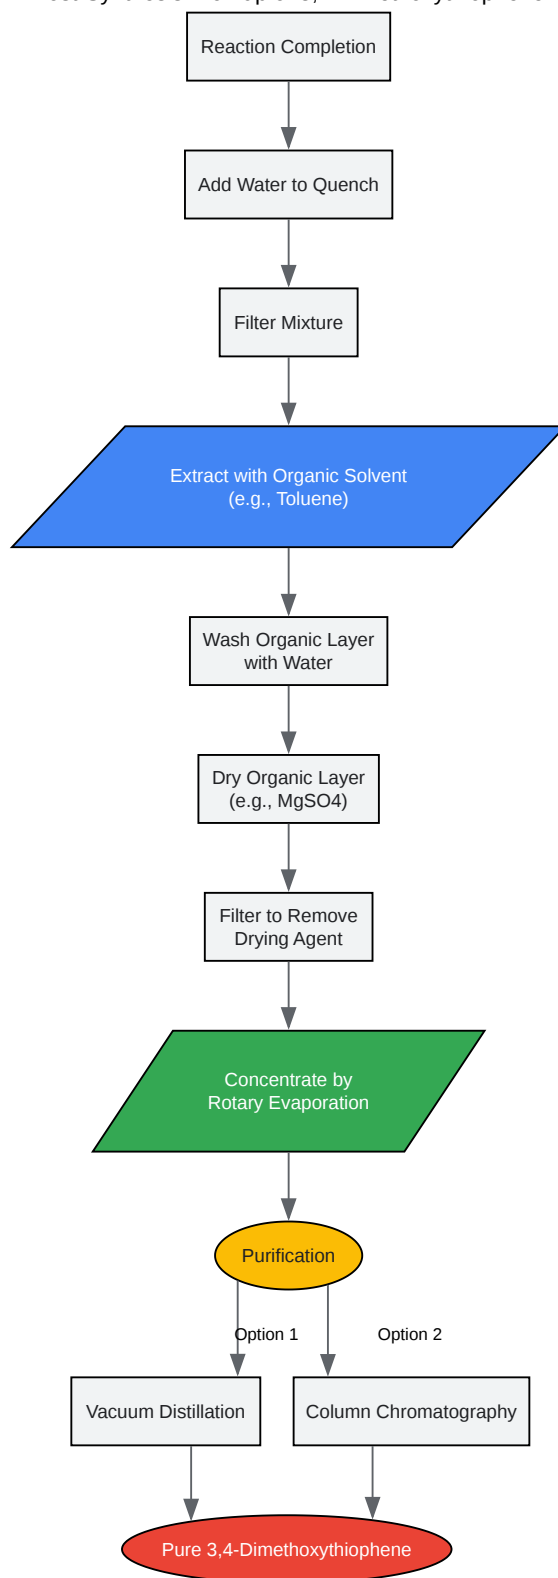 Reaction Completion
Add Water to Quench
Filter Mixture
Extract with Organic Solvent
(e.g., Toluene)
Wash Organic Layer
with Water
Dry Organic Layer
(e.g., MgSO4)
Filter to Remove
Drying Agent
Concentrate by
Rotary Evaporation
Purification
Option 1
Option 2
Vacuum Distillation
Column Chromatography
Pure 3,4-Dimethoxythiophene